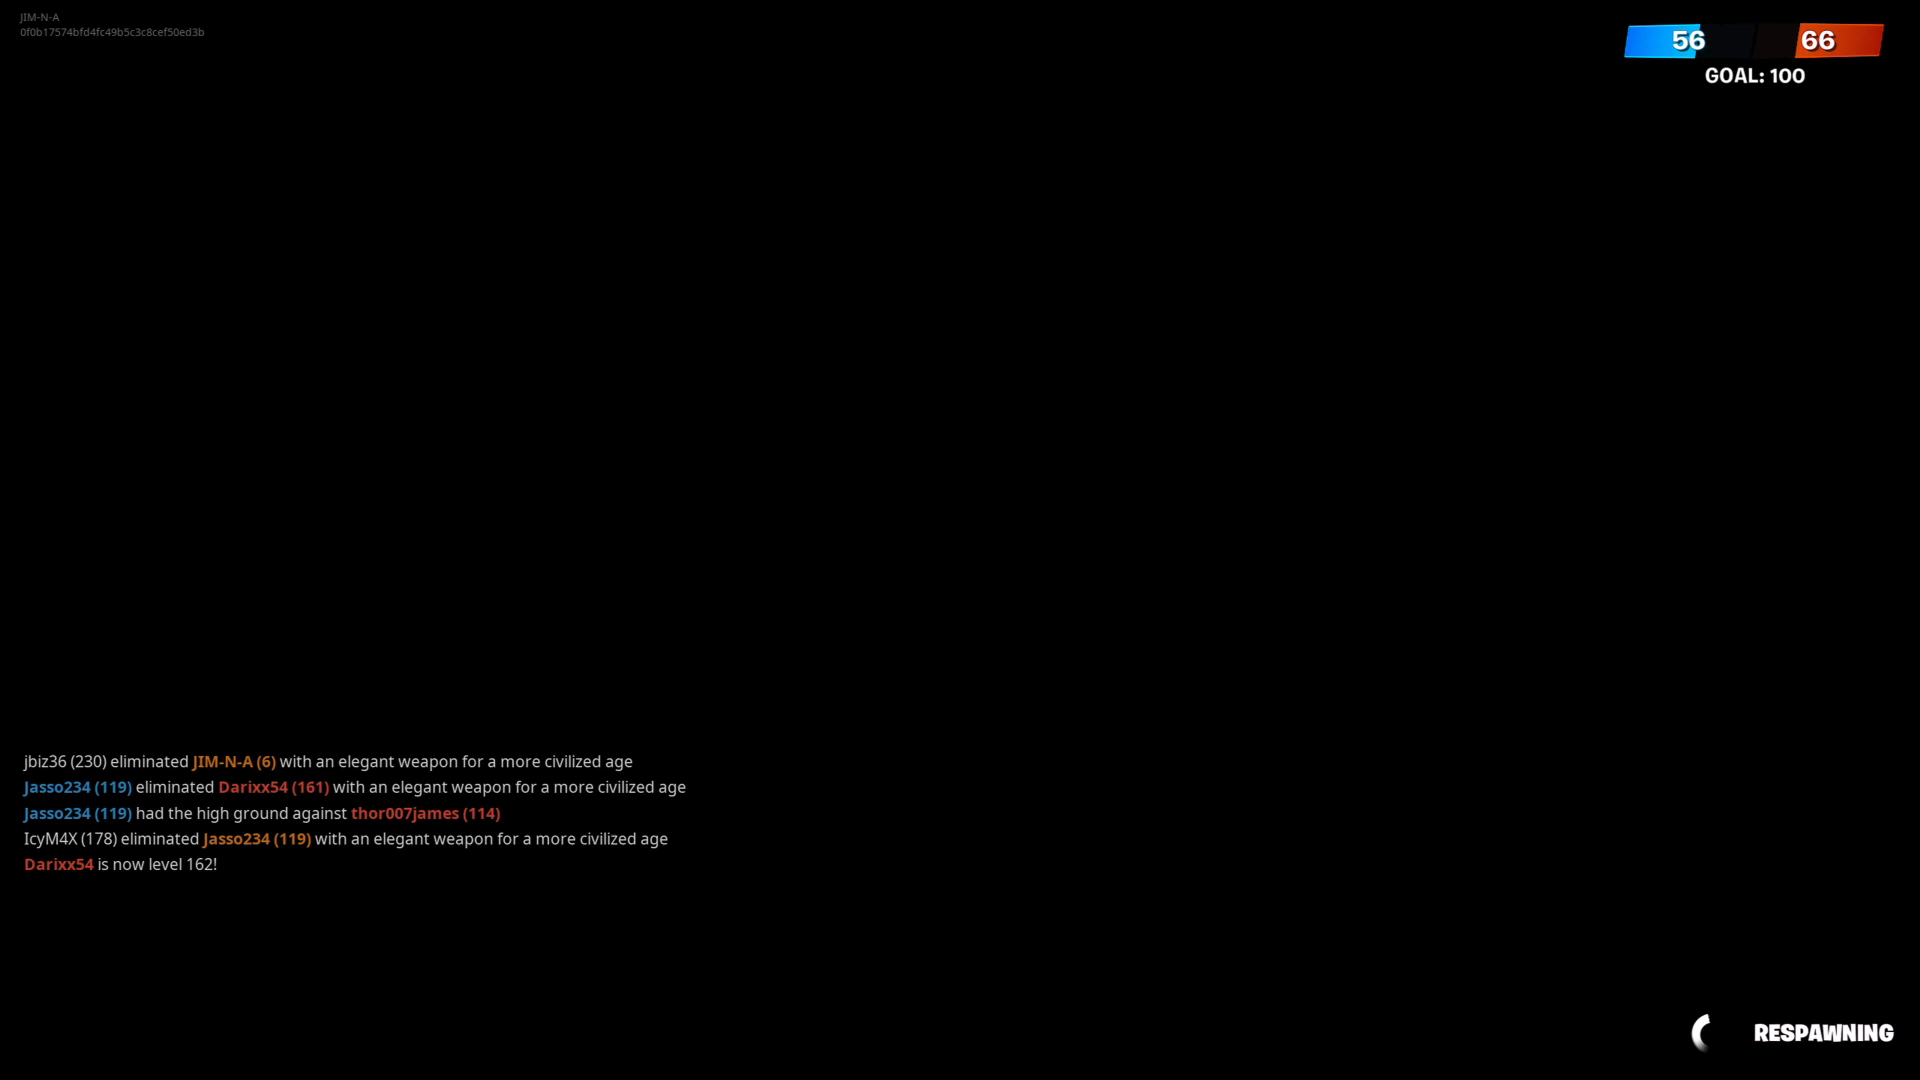 JIM-N-A
0f0b17574bfd4fc49b5c3c8cef50ed3b
56 66
GOAL: 100
jbiz36 (230) eliminated JIM-N-A (6) with an elegant weapon for a more civilized age
Jasso234 (119) eliminated Darixx54 (161) with an elegant weapon for a more civilized age
Jasso234 (119) had the high ground against thor007james (114)
IcyM4X (178) eliminated Jasso234 (119) with an elegant weapon for a more civilized age
Darixx54 is now level 162!
RESPAWNING